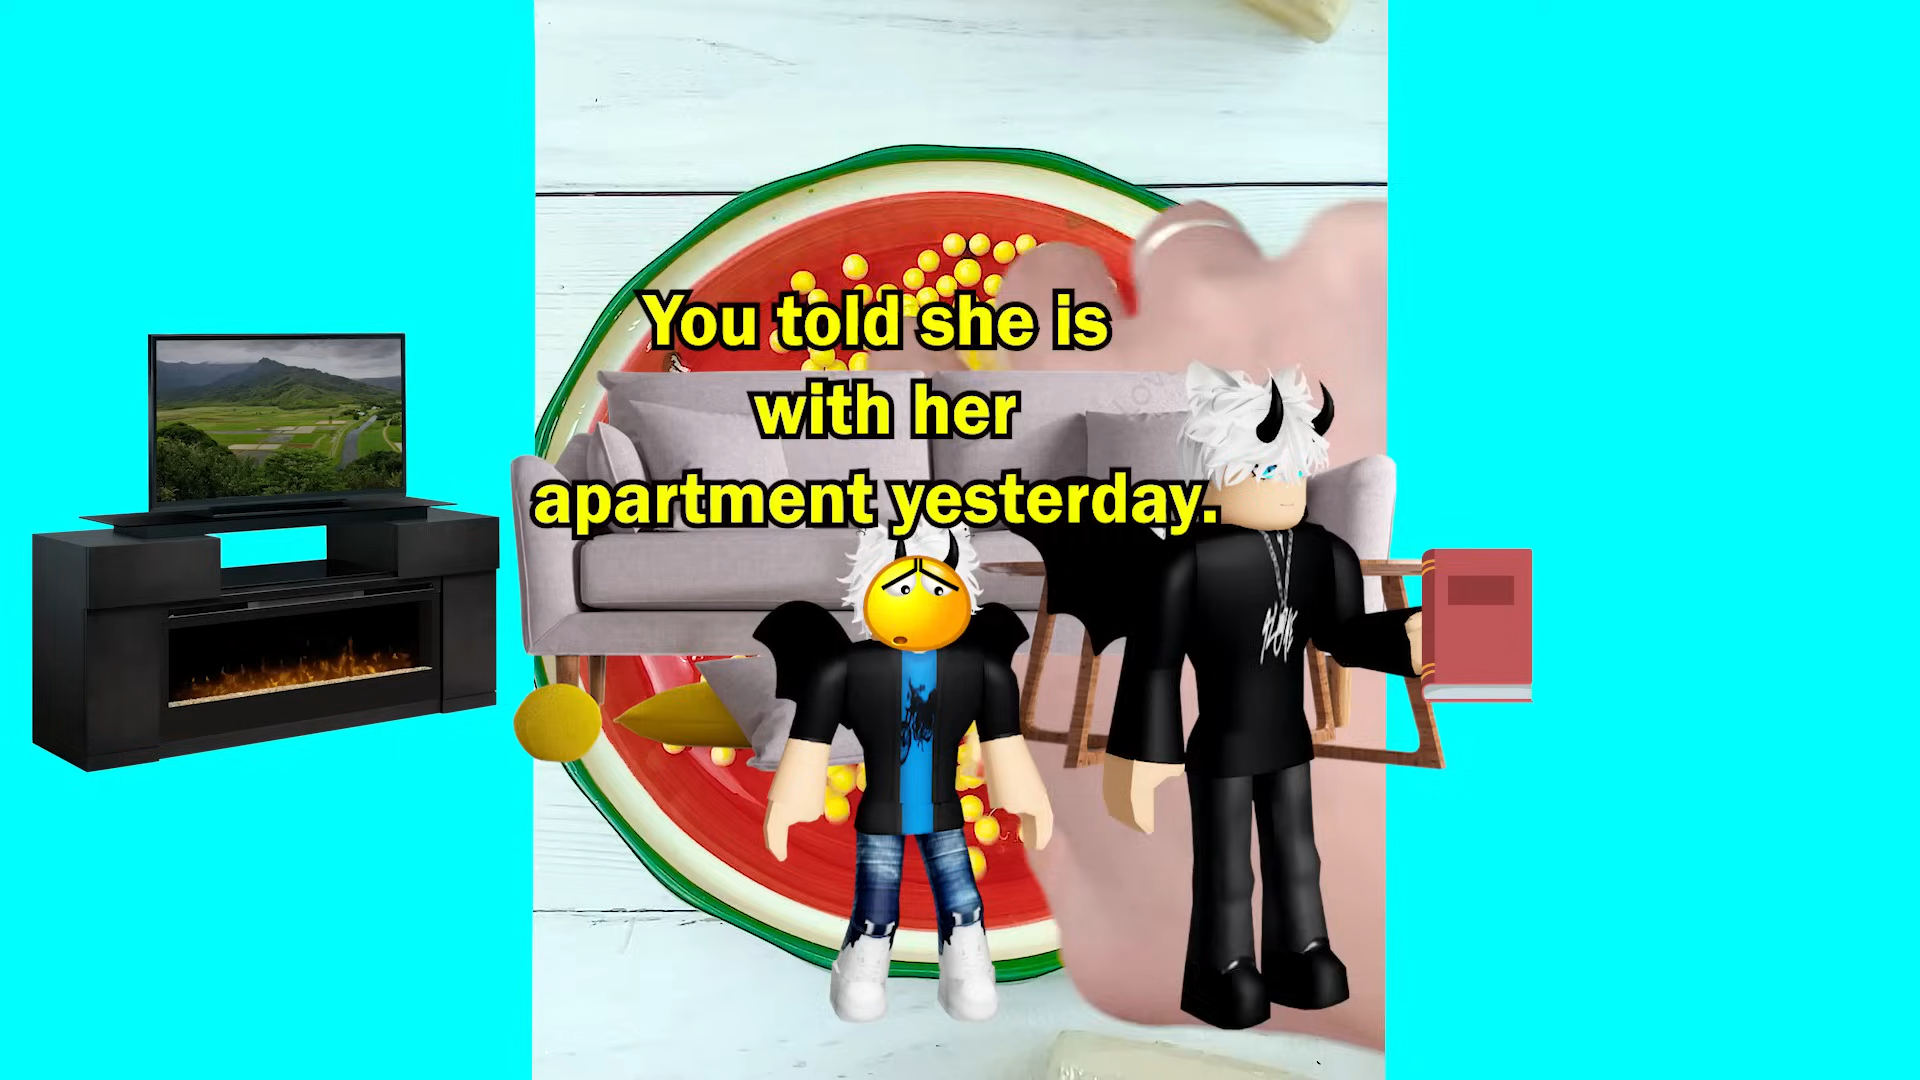 You told she is
with her
apartment yesterday.